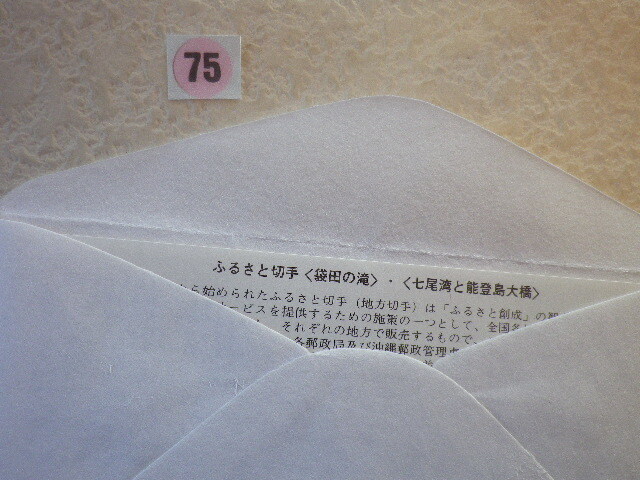 75
ふるさと切手〈袋田の滝〉・〈七尾湾と能登島大橋〉
ら始められたふるさと切手（地方切手）は「ふるさと創成」の
ービスを提供するための施策の一つとして、全国各
それぞれの地方で販売するもので、
各郵政局及び沖縄郵政管理